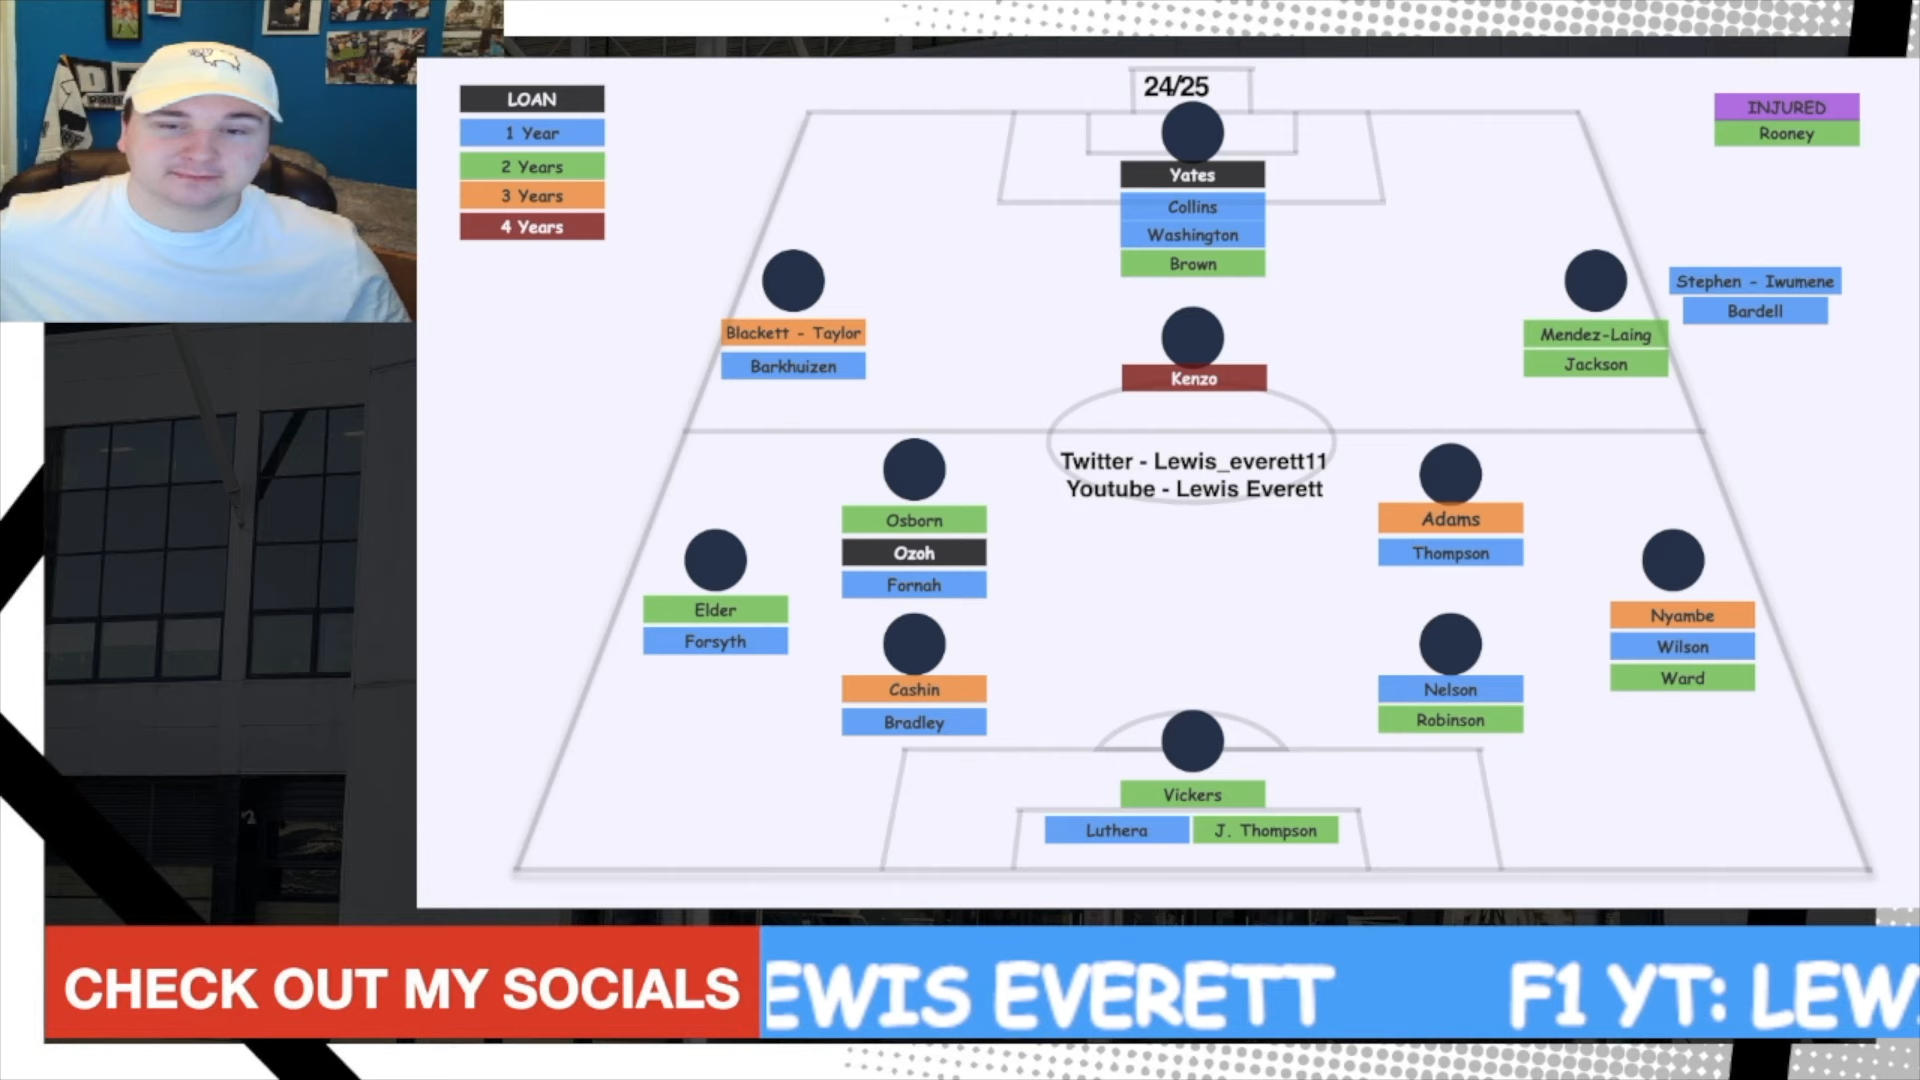 24/25
LOAN
1 Year
2 Years
3 Years
4 Years
INJURED
Rooney
Yates
Collins
Washington
Brown
Stephen - Iwumene
Bardell
Blackett - Taylor
Barkhuizen
Kenzo
Mendez-Laing
Jackson
Twitter - Lewis_everett11
Youtube - Lewis Everett
Osborn
Ozoh
Fornah
Adams
Thompson
Elder
Forsyth
Nyambe
Wilson
Ward
Cashin
Bradley
Nelson
Robinson
Vickers
Luthera
J. Thompson
CHECK OUT MY SOCIALS
EWIS EVERETT F1 YT: LEW